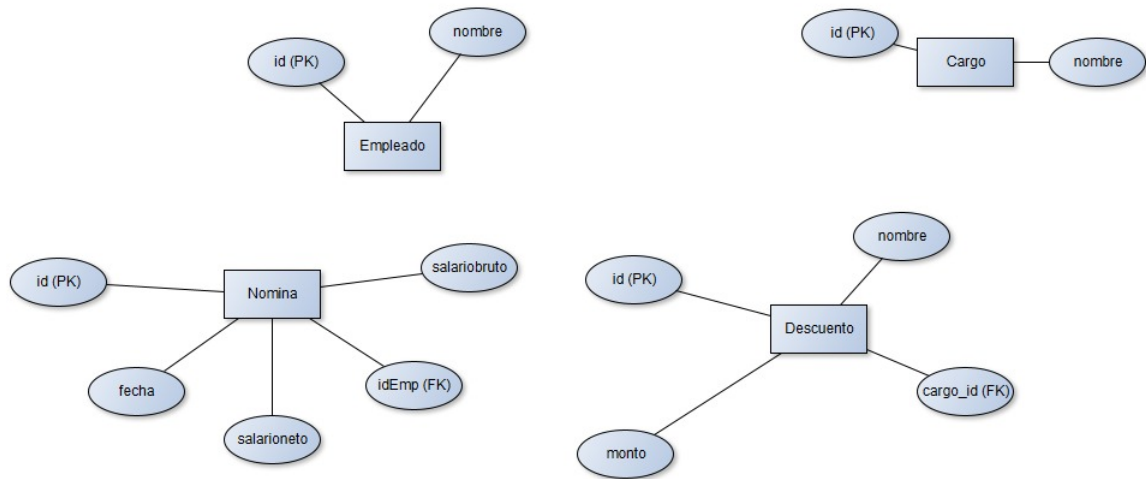 nombre
id (PK)
Empleado
id (PK)
Cargo
nombre
id (PK)
Nomina
salariobruto
fecha
idEmp (FK)
salarioneto
nombre
id (PK)
Descuento
cargo_id (FK)
monto